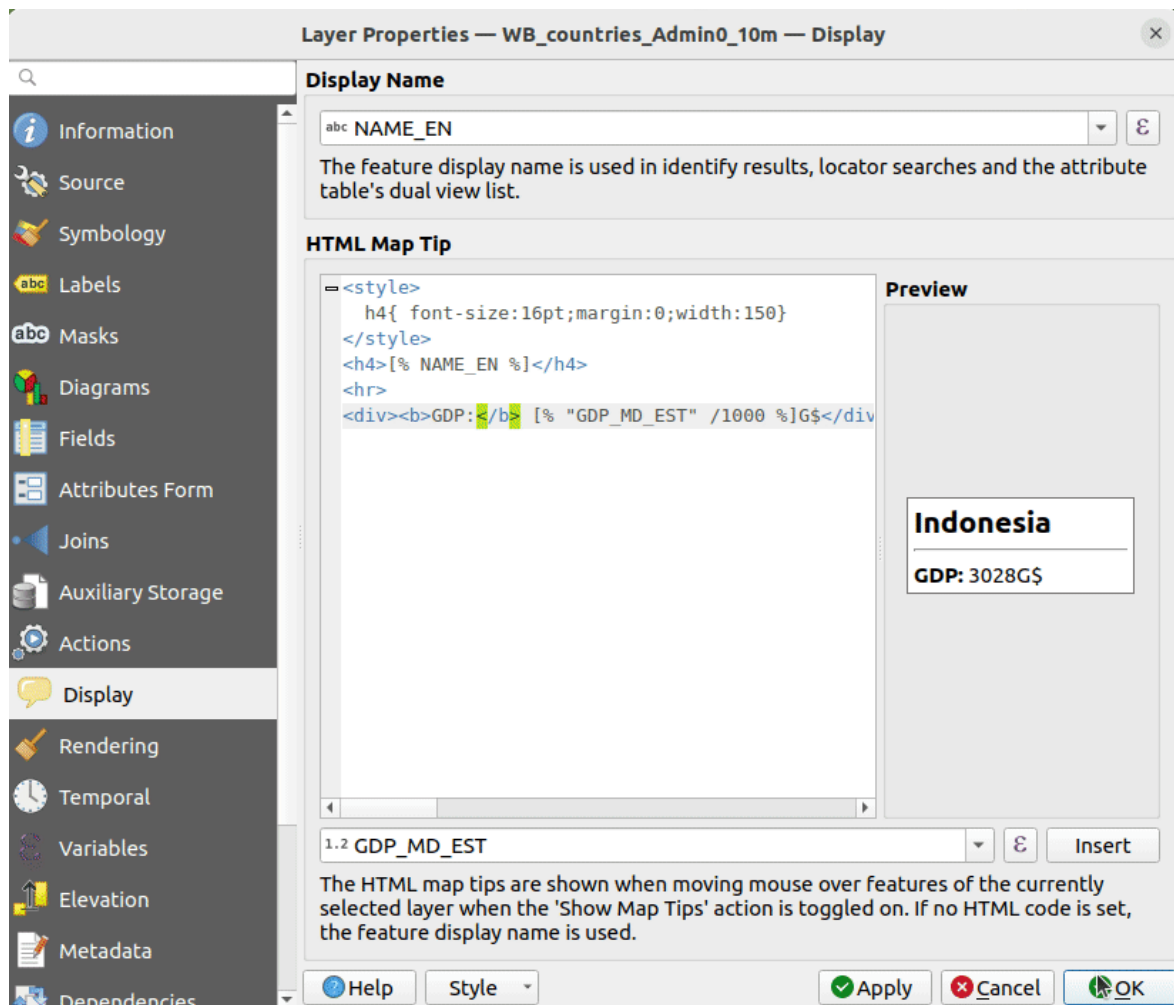 Layer Properties — WB_countries_Admin0_10m — Display
Information
Source
Symbology
abc Labels
abc Masks
Diagrams
Fields
Attributes Form
Joins
Auxiliary Storage
Actions
Display
Rendering
Temporal
Variables
Elevation
Metadata
Dependencies
Display Name
abc NAME_EN
ε
The feature display name is used in identify results, locator searches and the attribute
table's dual view list.
HTML Map Tip
<style>
h4{ font-size:16pt;margin:0;width:150}
</style>
<h4>[% NAME_EN %]</h4>
<hr>
<div><b>GDP:</b> [% "GDP_MD_EST" /1000 %]G$</div
Preview
Indonesia
GDP: 3028G$
1.2 GDP_MD_EST
ε
Insert
The HTML map tips are shown when moving mouse over features of the currently
selected layer when the 'Show Map Tips' action is toggled on. If no HTML code is set,
the feature display name is used.
Help
Style
Apply
Cancel
OK